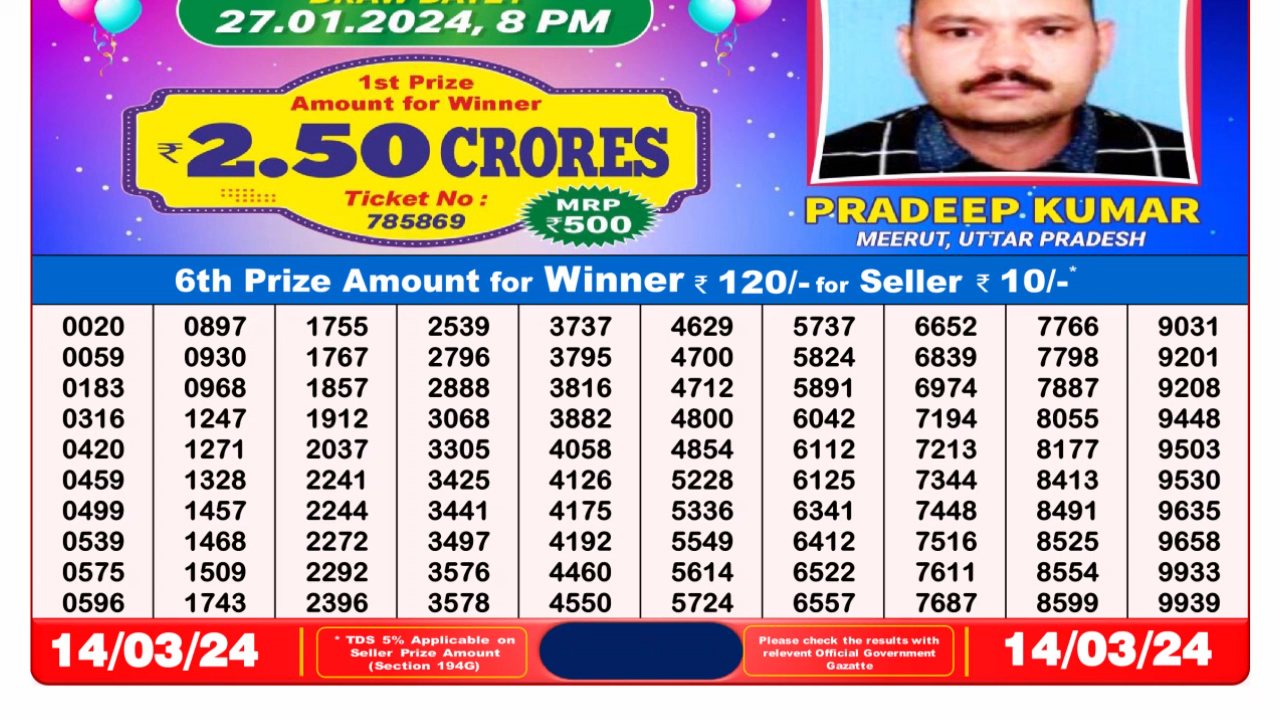 DRAW DATE:
27.01.2024, 8 PM
1st Prize
Amount for Winner
₹2.50 CRORES
Ticket No :
785869
MRP
₹500
PRADEEP KUMAR
MEERUT, UTTAR PRADESH
6th Prize Amount for Winner ₹ 120/- for Seller ₹ 10/-*
0020 0897 1755 2539 3737 4629 5737 6652 7766 9031
0059 0930 1767 2796 3795 4700 5824 6839 7798 9201
0183 0968 1857 2888 3816 4712 5891 6974 7887 9208
0316 1247 1912 3068 3882 4800 6042 7194 8055 9448
0420 1271 2037 3305 4058 4854 6112 7213 8177 9503
0459 1328 2241 3425 4126 5228 6125 7344 8413 9530
0499 1457 2244 3441 4175 5336 6341 7448 8491 9635
0539 1468 2272 3497 4192 5549 6412 7516 8525 9658
0575 1509 2292 3576 4460 5614 6522 7611 8554 9933
0596 1743 2396 3578 4550 5724 6557 7687 8599 9939
14/03/24
* TDS 5% Applicable on
Seller Prize Amount
(Section 194G)
Please check the results with
relevent Official Government
Gazatte
14/03/24